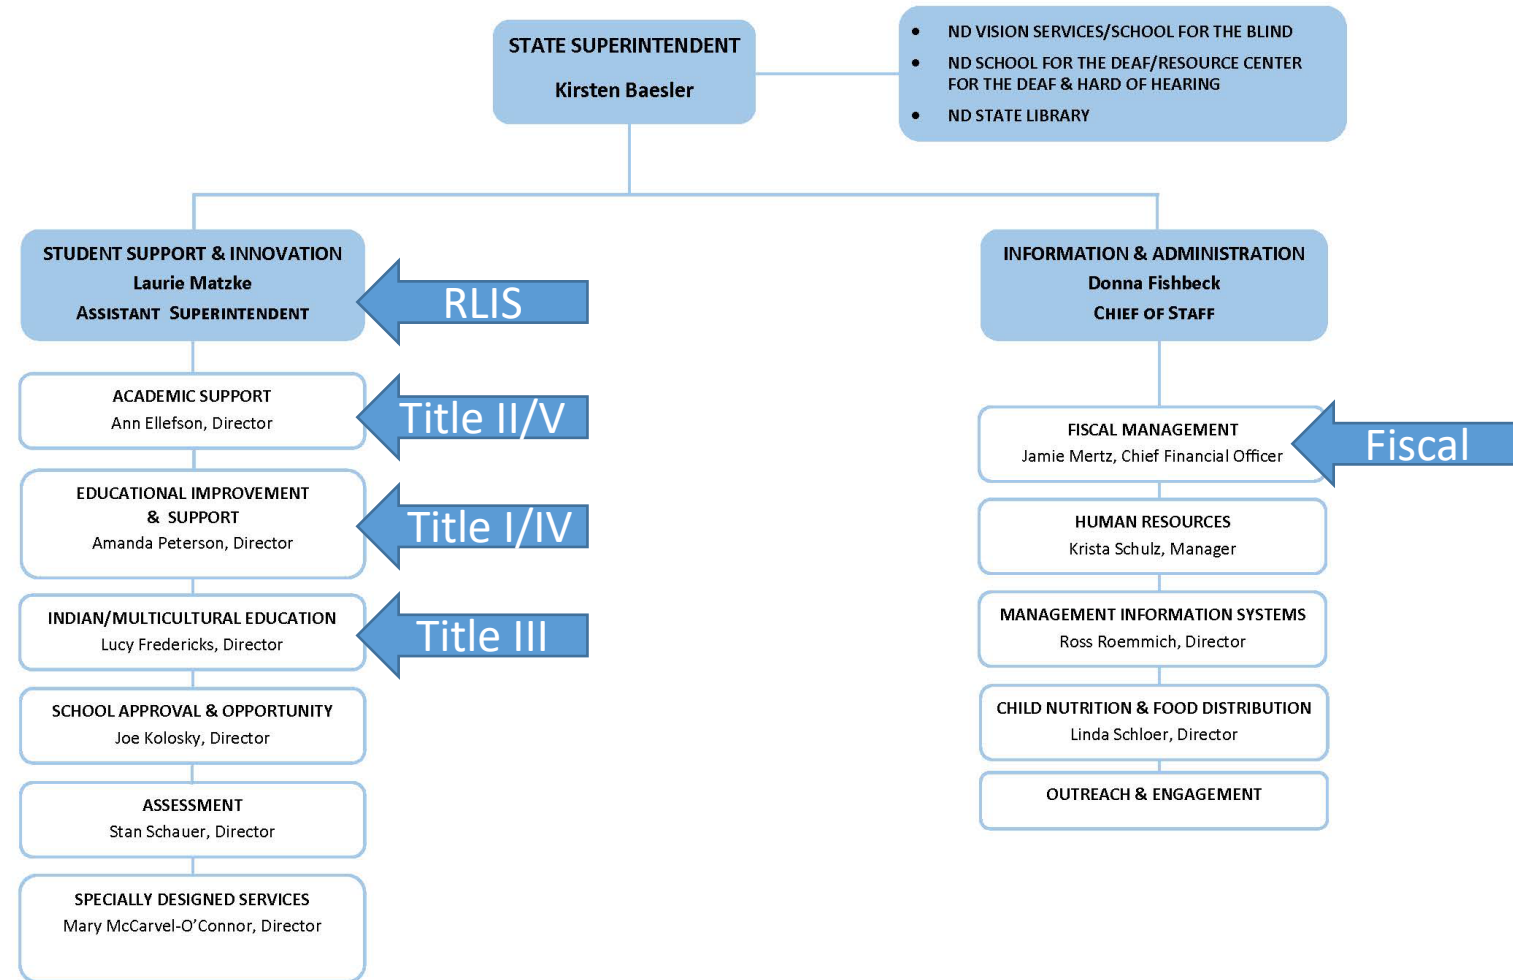 STATE SUPERINTENDENT
Kirsten Baesler
• ND VISION SERVICES/SCHOOL FOR THE BLIND
• ND SCHOOL FOR THE DEAF/RESOURCE CENTER
FOR THE DEAF & HARD OF HEARING
• ND STATE LIBRARY
STUDENT SUPPORT & INNOVATION
Laurie Matzke
ASSISTANT SUPERINTENDENT
RLIS
ACADEMIC SUPPORT
Ann Ellefson, Director
Title II/V
EDUCATIONAL IMPROVEMENT
& SUPPORT
Amanda Peterson, Director
Title I/IV
INDIAN/MULTICULTURAL EDUCATION
Lucy Fredericks, Director
Title III
SCHOOL APPROVAL & OPPORTUNITY
Joe Kolosky, Director
ASSESSMENT
Stan Schauer, Director
SPECIALLY DESIGNED SERVICES
Mary McCarvel-O’Connor, Director
INFORMATION & ADMINISTRATION
Donna Fishbeck
CHIEF OF STAFF
FISCAL MANAGEMENT
Jamie Mertz, Chief Financial Officer
Fiscal
HUMAN RESOURCES
Krista Schulz, Manager
MANAGEMENT INFORMATION SYSTEMS
Ross Roemmich, Director
CHILD NUTRITION & FOOD DISTRIBUTION
Linda Schloer, Director
OUTREACH & ENGAGEMENT